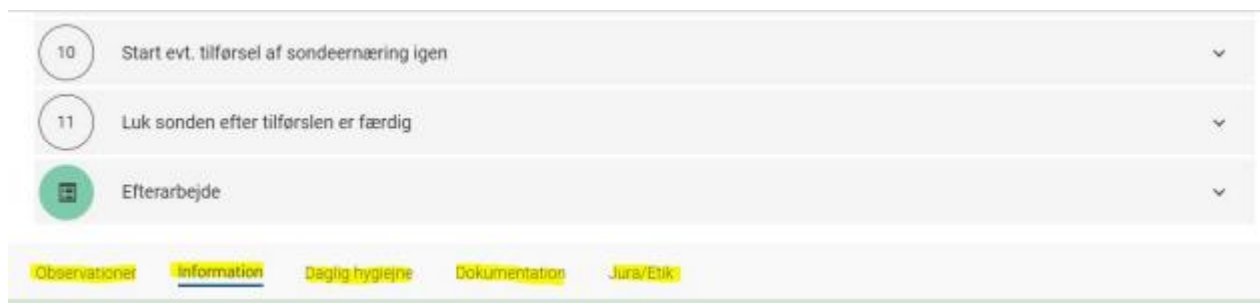 10 Start evt. tilførsel af sondeernæring igen
11 Luk sonden efter tilførslen er færdig
Efterarbejde
Observationer Information Daglig hygiejne Dokumentation Jura/Etik